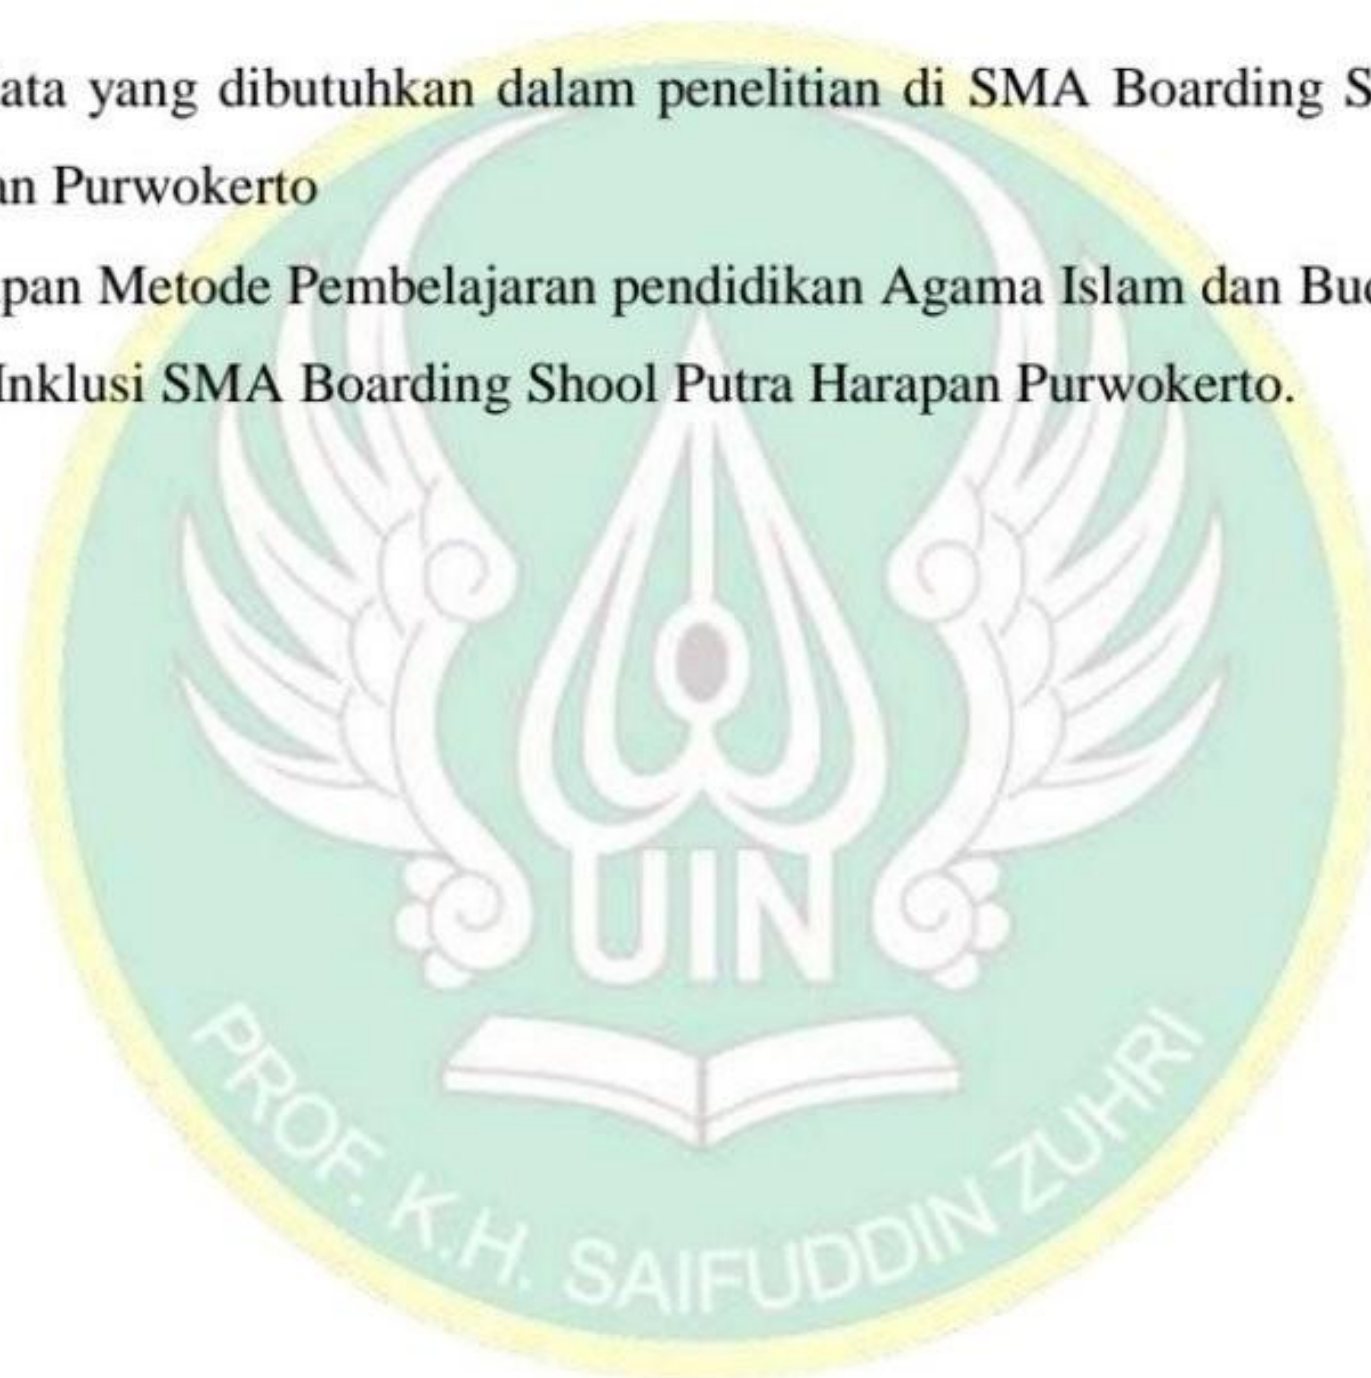 ata yang dibutuhkan dalam penelitian di SMA Boarding S
an Purwokerto
pan Metode Pembelajaran pendidikan Agama Islam dan Bud
Inklusi SMA Boarding Shool Putra Harapan Purwokerto.
UIN
PROF. K.H. SAIFUDDIN ZUHRI